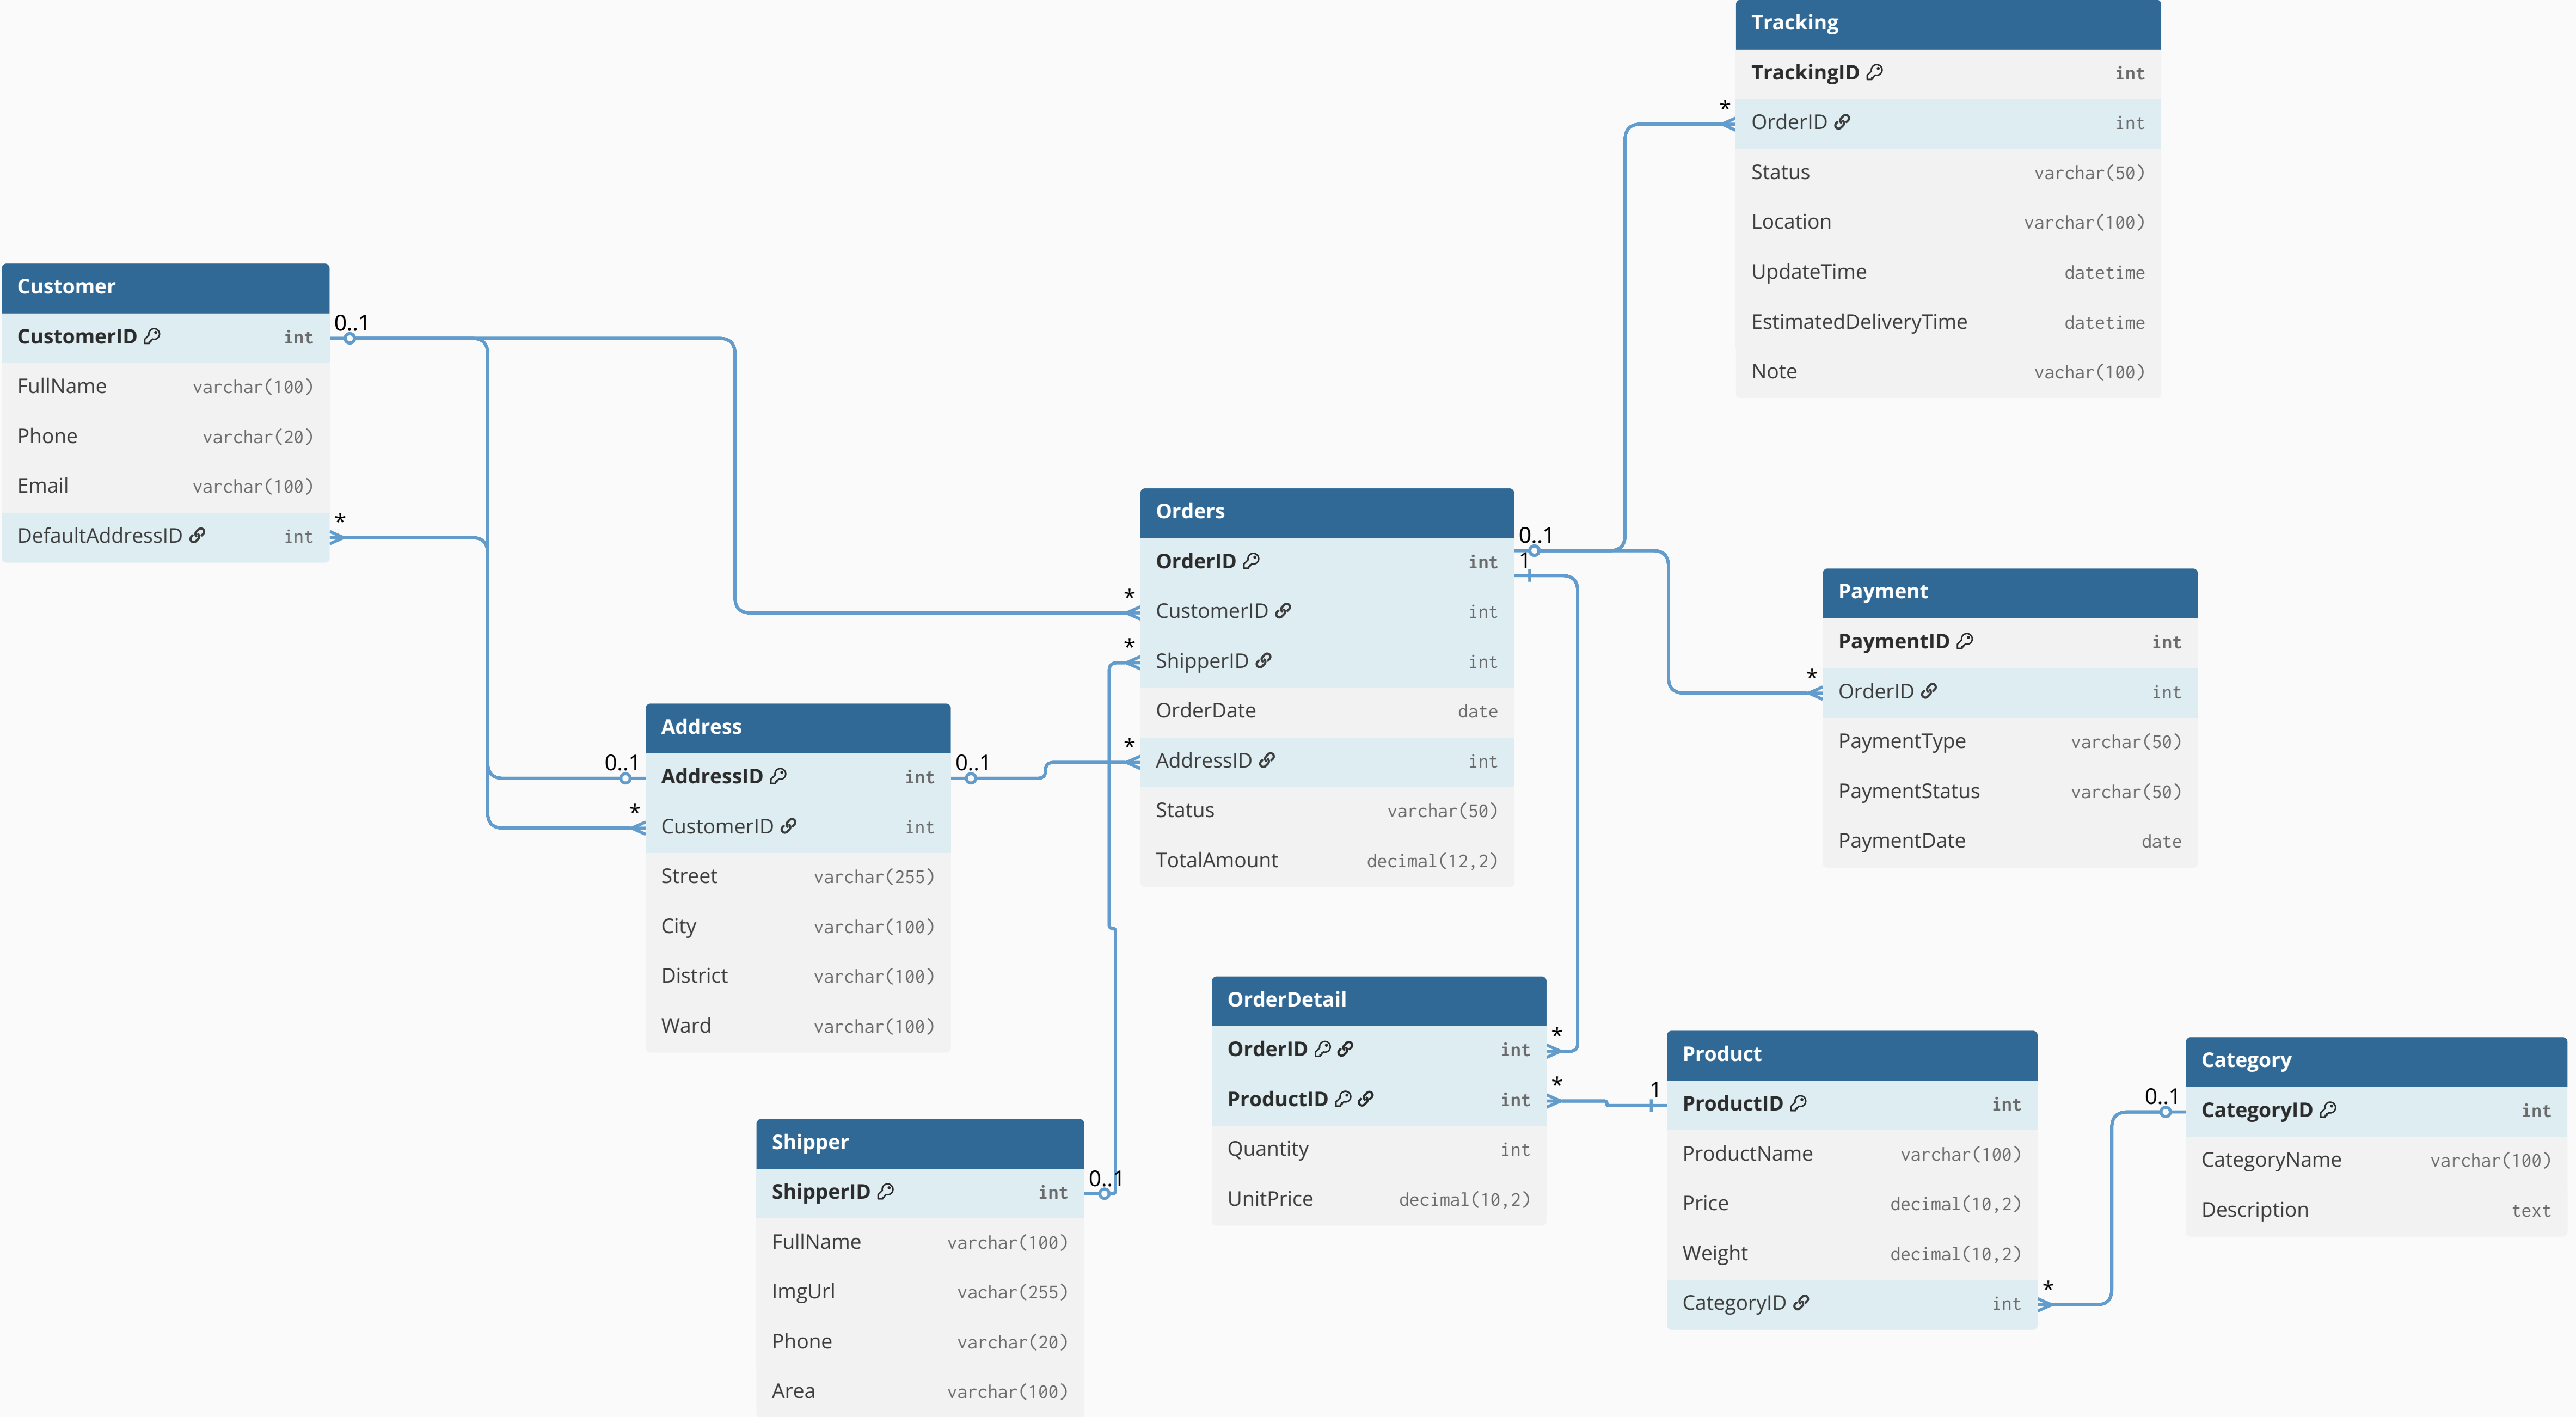 Tracking
TrackingID int
OrderID int
Status varchar(50)
Location varchar(100)
UpdateTime datetime
EstimatedDeliveryTime datetime
Note vachar(100)
*
Customer
CustomerID int
FullName varchar(100)
Phone varchar(20)
Email varchar(100)
DefaultAddressID int
0..1
*
Orders
OrderID int
CustomerID int
ShipperID int
OrderDate date
AddressID int
Status varchar(50)
TotalAmount decimal(12,2)
*
*
*
0..1
1
Payment
PaymentID int
OrderID int
PaymentType varchar(50)
PaymentStatus varchar(50)
PaymentDate date
*
Address
AddressID int
CustomerID int
Street varchar(255)
City varchar(100)
District varchar(100)
Ward varchar(100)
0..1
*
0..1
OrderDetail
OrderID int
ProductID int
Quantity int
UnitPrice decimal(10,2)
*
*
Product
ProductID int
ProductName varchar(100)
Price decimal(10,2)
Weight decimal(10,2)
CategoryID int
1
*
Category
CategoryID int
CategoryName varchar(100)
Description text
0..1
Shipper
ShipperID int
FullName varchar(100)
ImgUrl vachar(255)
Phone varchar(20)
Area varchar(100)
0..1